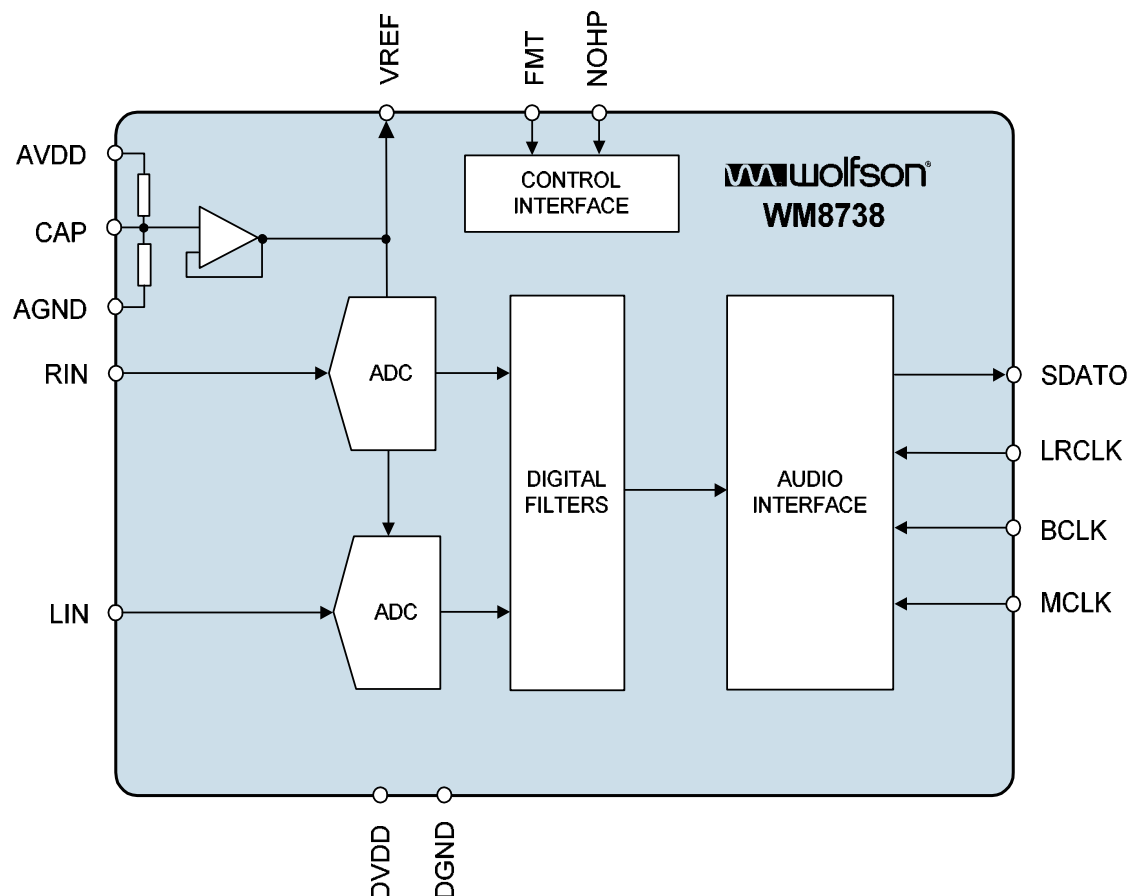 VREF
FMT
NOHP
AVDD
CAP
AGND
RIN
LIN
CONTROL
INTERFACE
wolfson®
WM8738
ADC
ADC
DIGITAL
FILTERS
AUDIO
INTERFACE
SDATO
LRCLK
BCLK
MCLK
DVDD
DGND